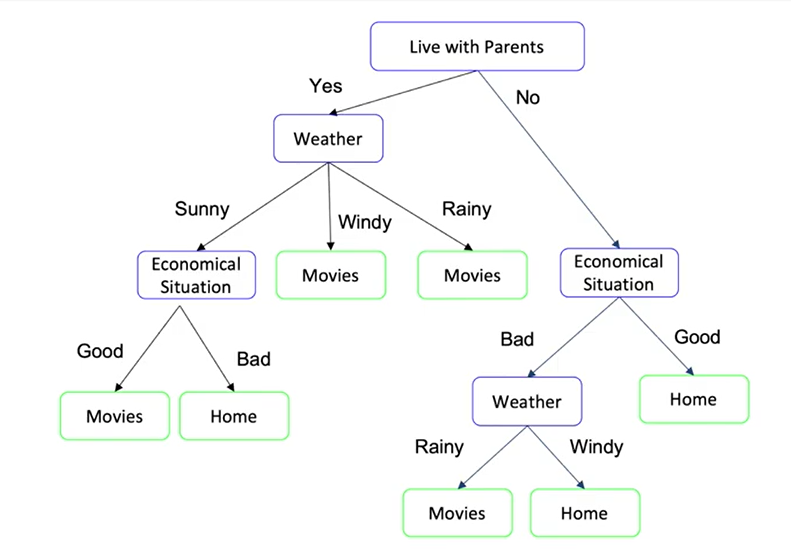 Live with Parents
Yes
No
Weather
Sunny
Windy
Rainy
Economical
Situation
Movies
Movies
Economical
Situation
Good
Bad
Bad
Good
Movies
Home
Weather
Home
Rainy
Windy
Movies
Home